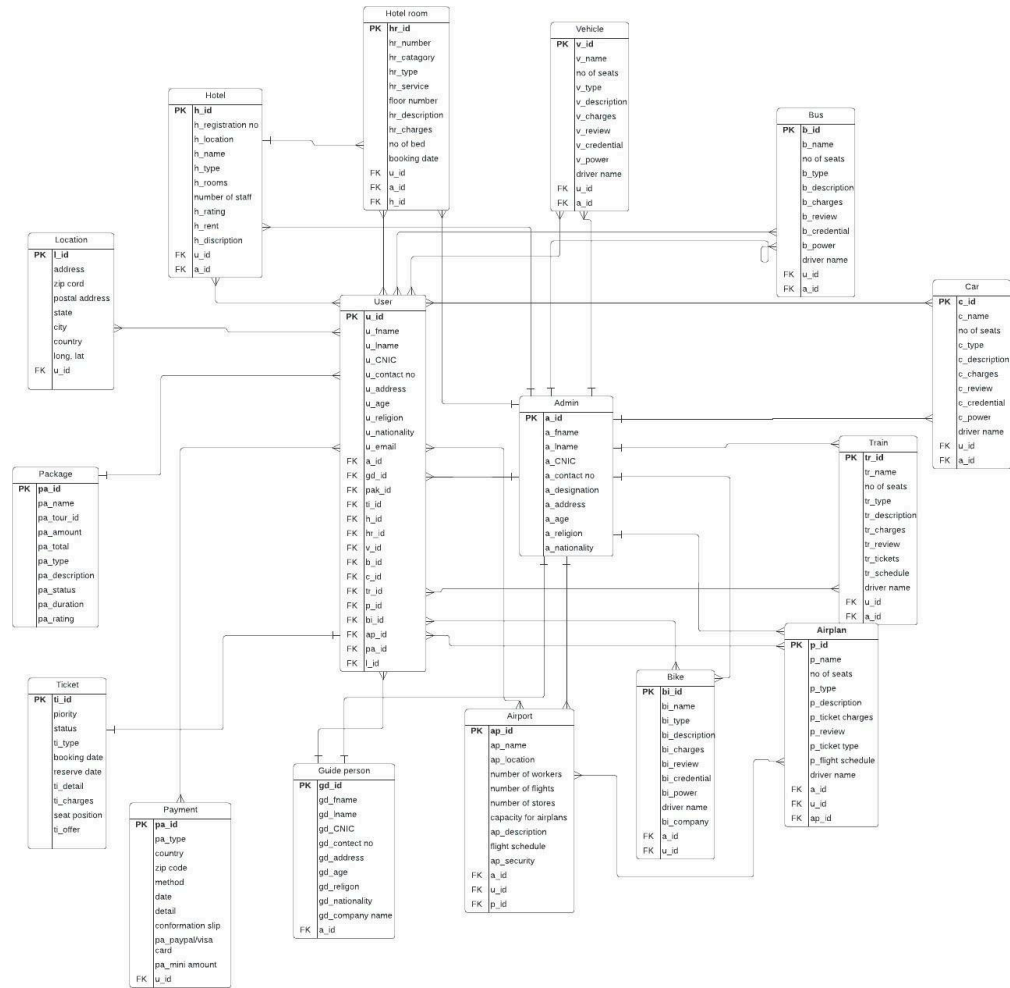 Hotel room
PK hr_id
hr_number
hr_catagory
hr_type
hr_service
floor number
hr_description
hr_charges
no of bed
booking date
FK u_id
FK a_id
FK h_id
Vehicle
PK v_id
v_name
no of seats
v_type
v_description
v_charges
v_review
v_credential
v_power
driver name
FK u_id
FK a_id
Hotel
PK h_id
h_registration no
h_location
h_name
h_type
h_rooms
number of staff
h_rating
h_rent
h_discription
FK u_id
FK a_id
Bus
PK b_id
b_name
no of seats
b_type
b_description
b_charges
b_review
b_credential
b_power
driver name
FK u_id
FK a_id
Location
PK l_id
address
zip cord
postal address
state
city
country
long, lat
FK u_id
User
PK u_id
u_fname
u_lname
u_CNIC
u_contact no
u_address
u_age
u_religion
u_nationality
u_email
FK a_id
FK gd_id
FK pak_id
FK ti_id
FK h_id
FK hr_id
FK v_id
FK b_id
FK c_id
FK tr_id
FK p_id
FK bi_id
FK ap_id
FK pa_id
FK l_id
Car
PK c_id
c_name
no of seats
c_type
c_description
c_charges
c_review
c_credential
c_power
driver name
FK u_id
FK a_id
Admin
PK a_id
a_fname
a_lname
a_CNIC
a_contact no
a_designation
a_address
a_age
a_religion
a_nationality
Train
PK tr_id
tr_name
no of seats
tr_type
tr_description
tr_charges
tr_review
tr_tickets
tr_schedule
driver name
FK u_id
FK a_id
Package
PK pa_id
pa_name
pa_tour_id
pa_amount
pa_total
pa_type
pa_description
pa_status
pa_duration
pa_rating
Airplan
PK p_id
p_name
no of seats
p_type
p_description
p_ticket charges
p_review
p_ticket type
p_flight schedule
driver name
FK a_id
FK u_id
FK ap_id
Ticket
PK ti_id
piority
status
ti_type
booking date
reserve date
ti_detail
ti_charges
seat position
ti_offer
Bike
PK bi_id
bi_name
bi_type
bi_description
bi_charges
bi_review
bi_credential
bi_power
driver name
bi_company
FK a_id
FK u_id
Airport
PK ap_id
ap_name
ap_location
number of workers
number of flights
number of stores
capacity for airplans
ap_description
flight schedule
ap_security
FK a_id
FK u_id
FK p_id
Guide person
PK gd_id
gd_fname
gd_lname
gd_CNIC
gd_contect no
gd_address
gd_age
gd_religon
gd_nationality
gd_company name
FK a_id
Payment
PK pa_id
pa_type
country
zip code
method
date
detail
conformation slip
pa_paypal/visa
card
pa_mini amount
FK u_id